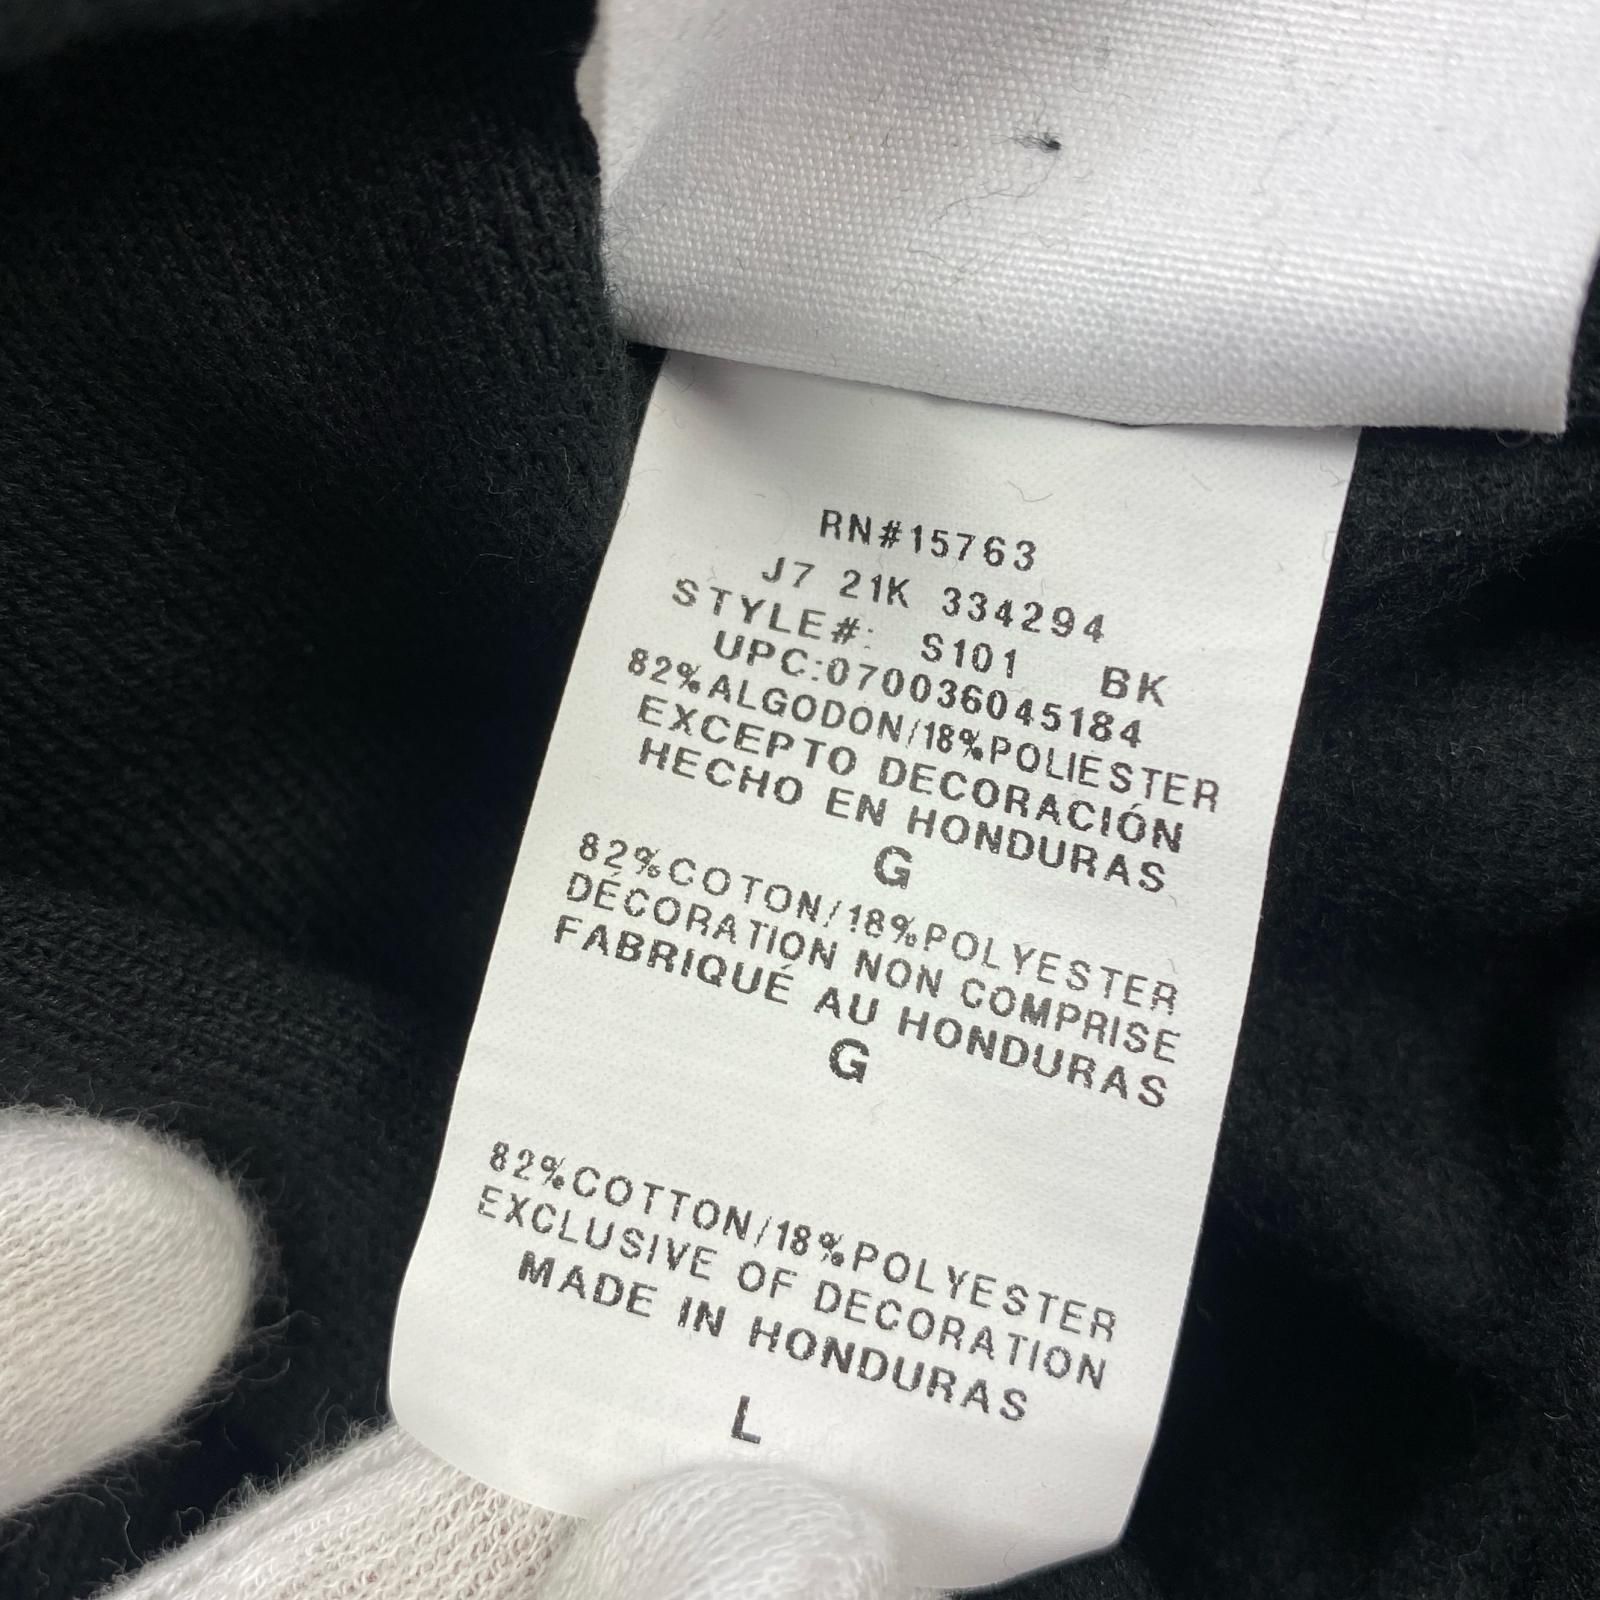 RN#15763
J7 21K 334294
STYLE#: S101 BK
UPC:070036045184
82%ALGODON/18%POLIESTER
EXCEPTO DECORACIÓN
HECHO EN HONDURAS
G
82%COTON/18%POLYESTER
DÉCORATION NON COMPRISE
FABRIQUÉ AU HONDURAS
G
82%COTTON/18%POLYESTER
EXCLUSIVE OF DECORATION
MADE IN HONDURAS
L